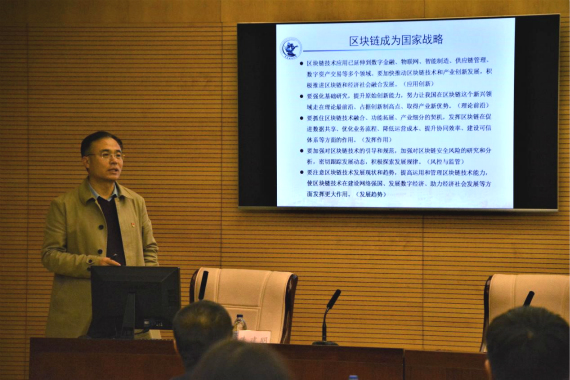 区块链成为国家战略
● 区块链技术应用已延伸到数字金融、物联网、智能制造、供应链管理、
数字资产交易等多个领域。要加快推动区块链技术和产业创新发展，积
极推进区块链和经济社会融合发展。（应用创新）
● 要强化基础研究，提升原始创新能力，努力让我国在区块链这个新兴领
域走在理论最前沿、占据创新制高点、取得产业新优势。（理论前沿）
● 要抓住区块链技术融合、功能拓展、产业细分的契机，发挥区块链在促
进数据共享、优化业务流程、降低运营成本、提升协同效率、建设可信
体系等方面的作用。（发挥作用）
● 要加强对区块链技术的引导和规范，加强对区块链安全风险的研究和分
析，密切跟踪发展动态，积极探索发展规律。（风控与监管）
● 要注意区块链技术发展现状和趋势，提高运用和管理区块链技术能力，
使区块链技术在建设网络强国、发展数字经济、助力经济社会发展等方
面发挥更大作用。（发展趋势）